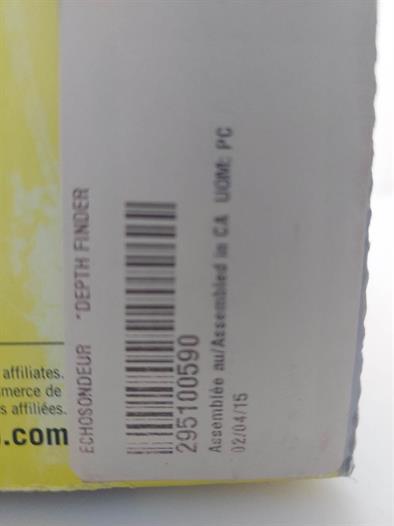 ECHOSONDEUR *DEPTH FINDER
295100590
Assemblée au/Assembled in CA UOM: PC
02/04/15
affiliates.
merce de
s affiliées.
.com